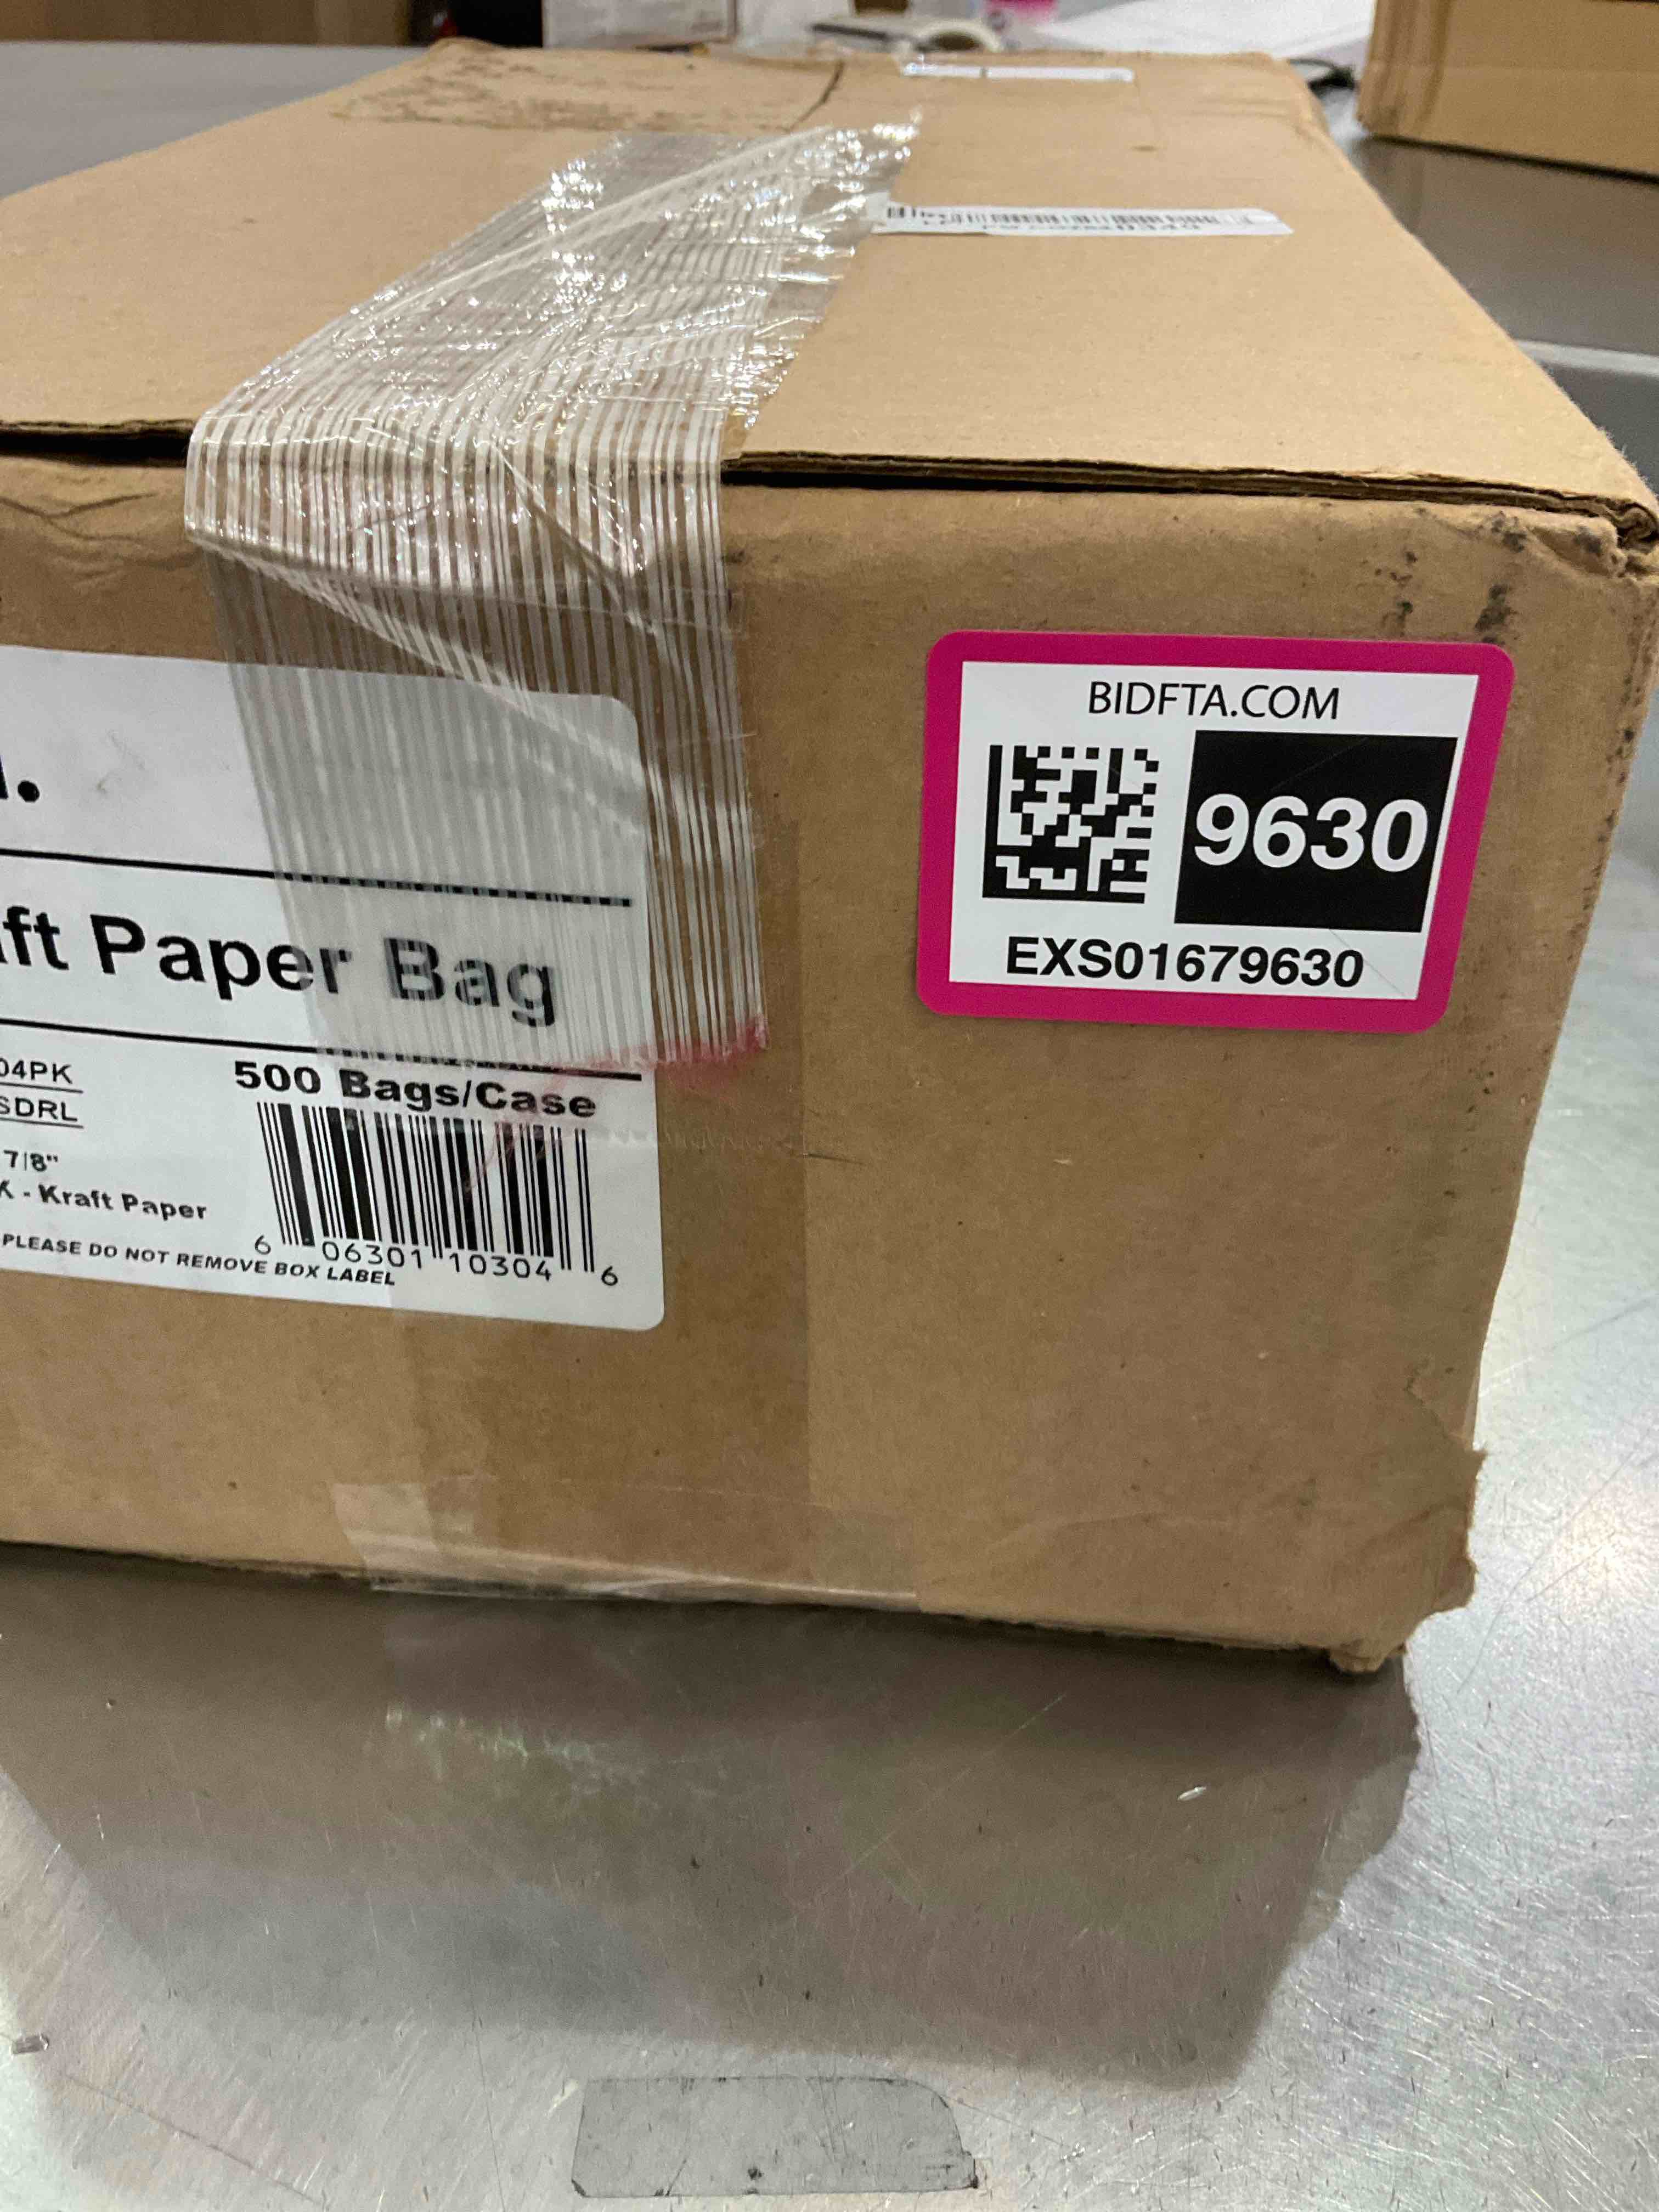 BIDFTA.COM
9630
EXS01679630
ft Paper Bag
04PK
SDRL
500 Bags/Case
7/8"
K - Kraft Paper
6 06301 10304 6
PLEASE DO NOT REMOVE BOX LABEL